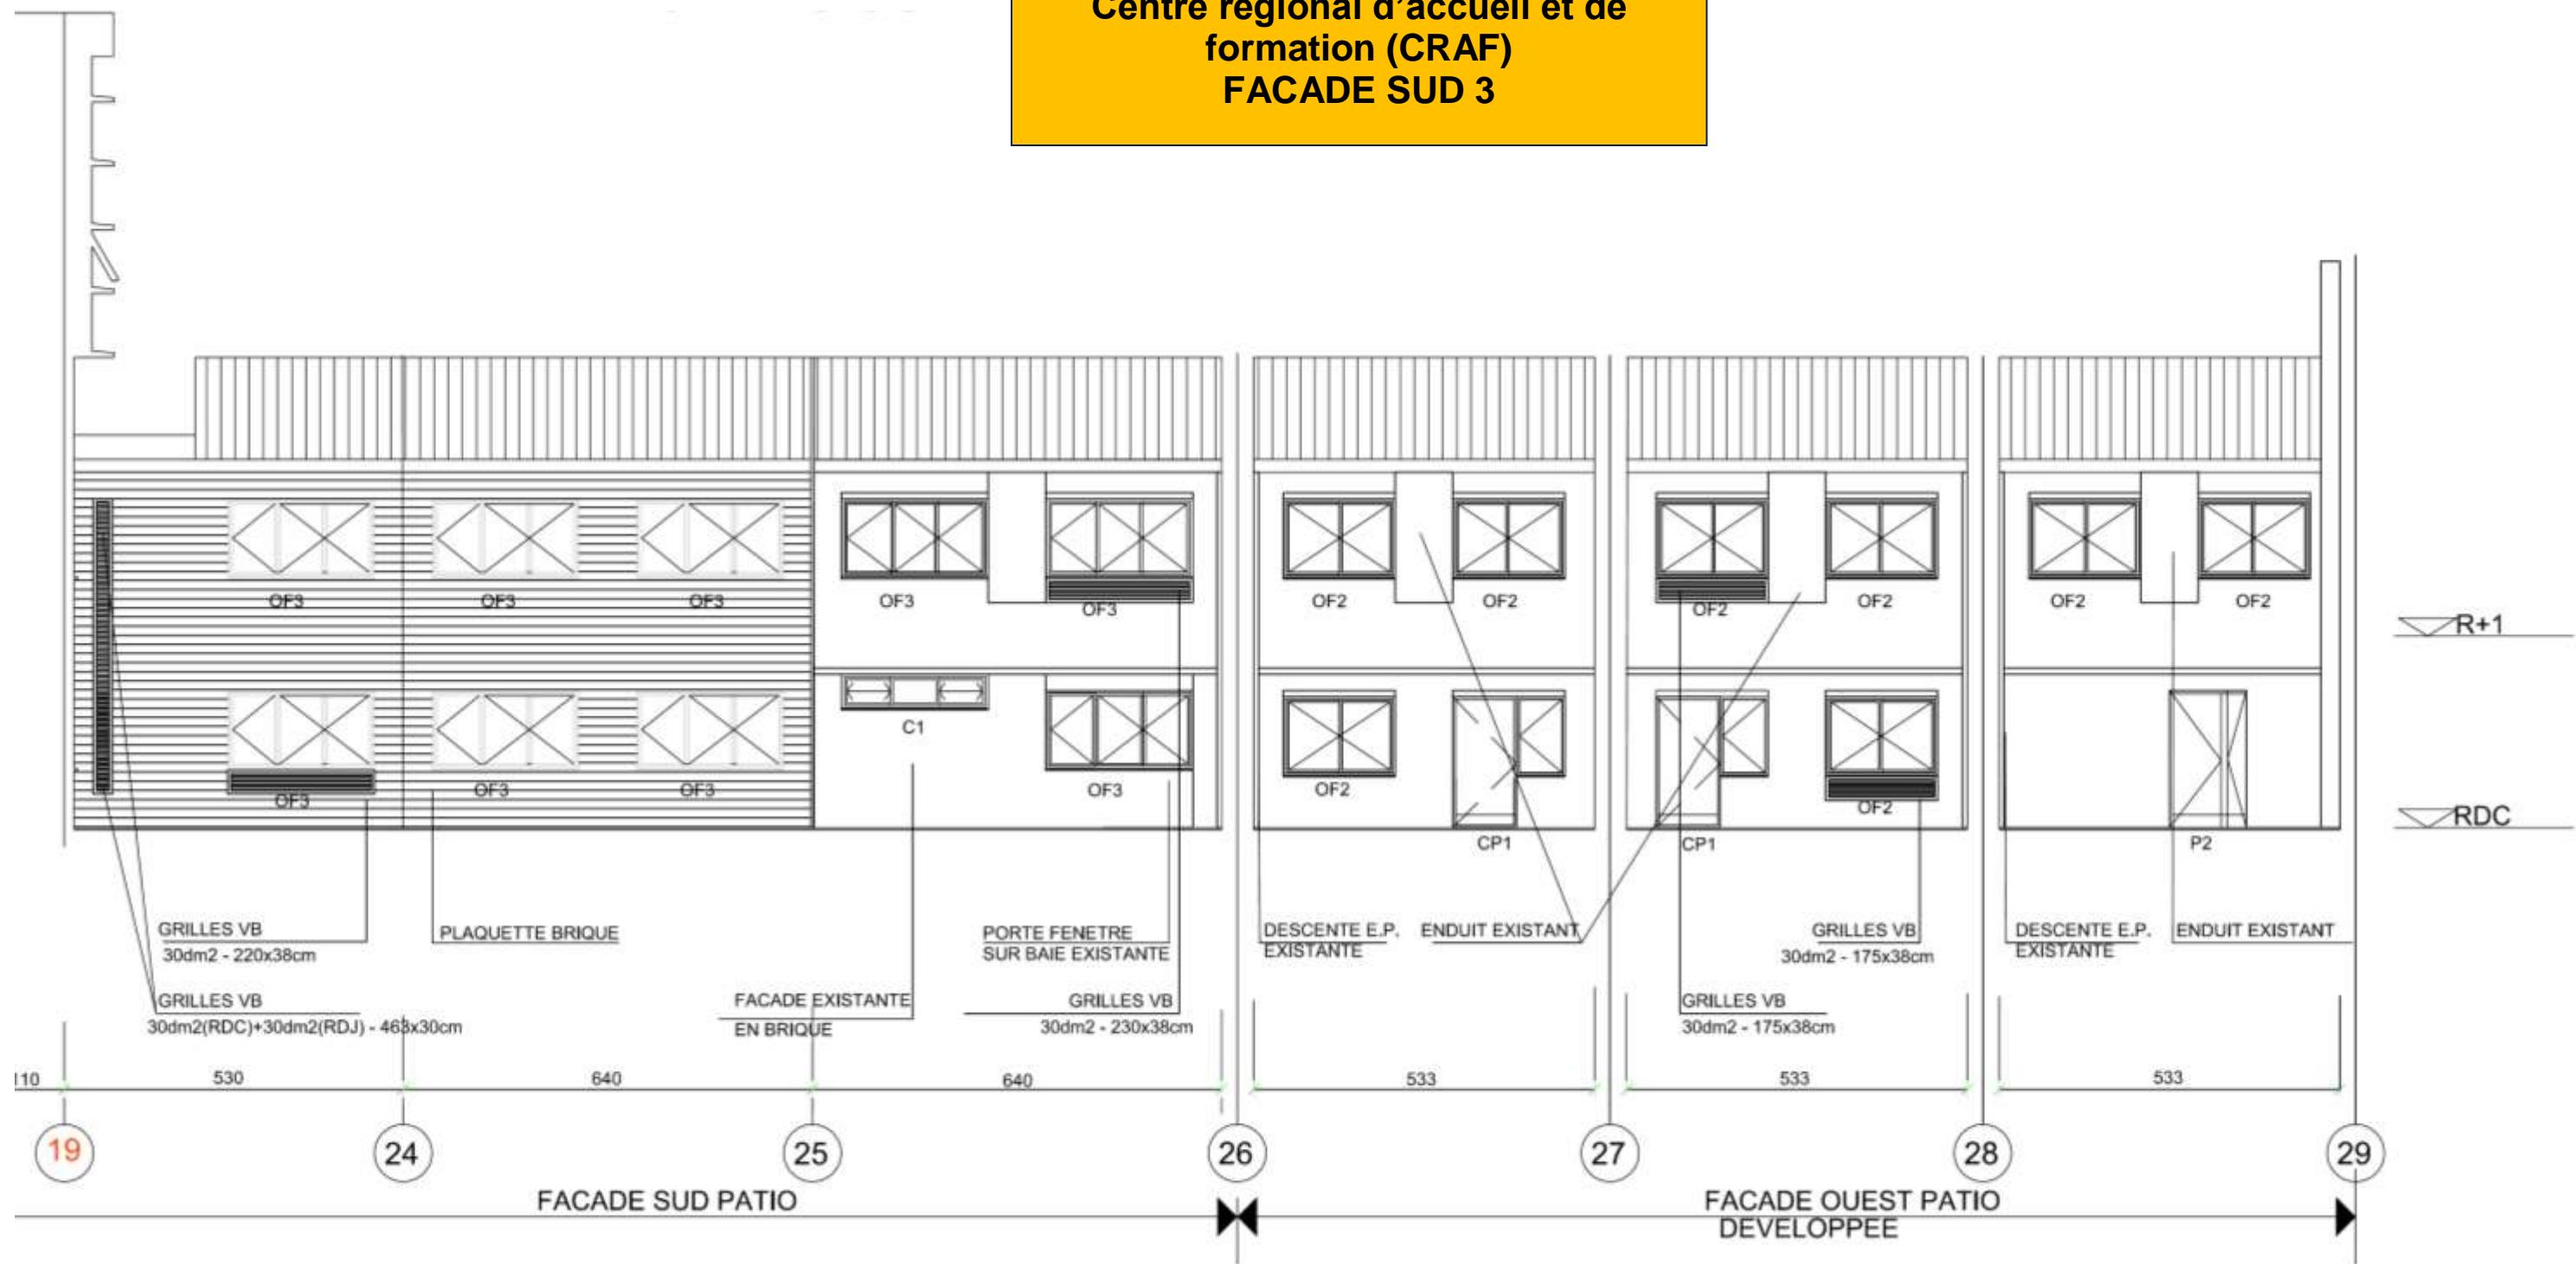 Centre régional d'accueil et de
formation (CRAF)
FACADE SUD 3
OF3
OF3
OF3
OF3
OF3
OF2
OF2
OF2
OF2
OF2
OF2
R+1
C1
OF3
OF3
OF3
OF3
OF2
OF2
RDC
CP1
CP1
P2
GRILLES VB
30dm2 - 220x38cm
PLAQUETTE BRIQUE
PORTE FENETRE
SUR BAIE EXISTANTE
DESCENTE E.P.
EXISTANTE
ENDUIT EXISTANT
GRILLES VB
30dm2 - 175x38cm
DESCENTE E.P.
EXISTANTE
ENDUIT EXISTANT
GRILLES VB
30dm2(RDC)+30dm2(RDJ) - 463x30cm
FACADE EXISTANTE
EN BRIQUE
GRILLES VB
30dm2 - 230x38cm
GRILLES VB
30dm2 - 175x38cm
110
530
640
640
533
533
533
19
24
25
26
27
28
29
FACADE SUD PATIO
FACADE OUEST PATIO
DEVELOPPEE